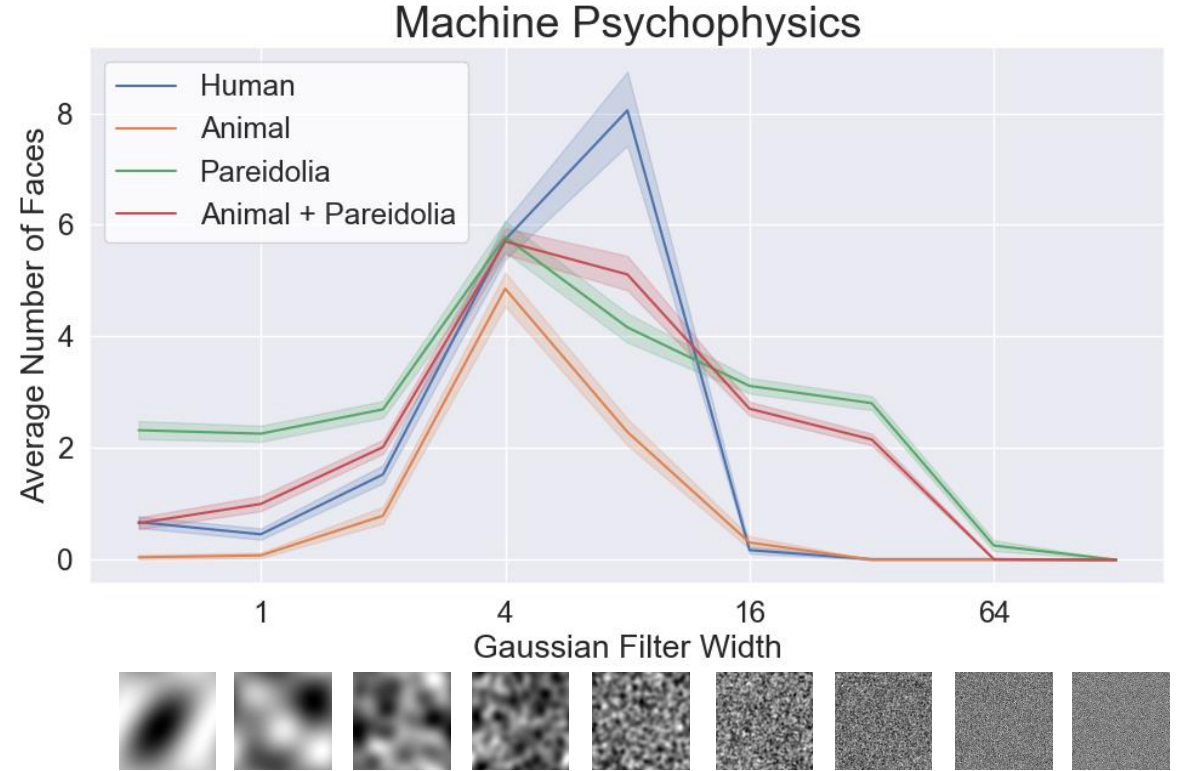 Machine Psychophysics
Human
Animal
Pareidolia
Animal + Pareidolia
Average Number of Faces
8
6
4
2
0
1
4
16
64
Gaussian Filter Width